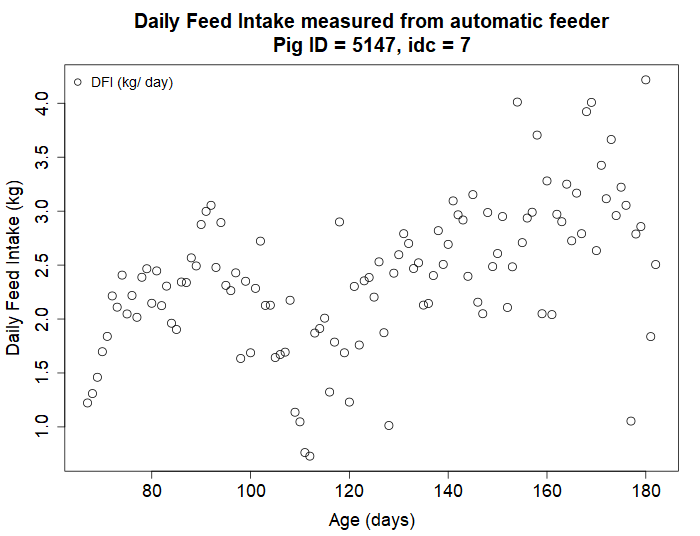 Daily Feed Intake measured from automatic feeder
Pig ID = 5147, idc = 7
DFI (kg/ day)
4.0
3.5
3.0
2.5
2.0
1.5
1.0
Daily Feed Intake (kg)
80 100 120 140 160 180
Age (days)